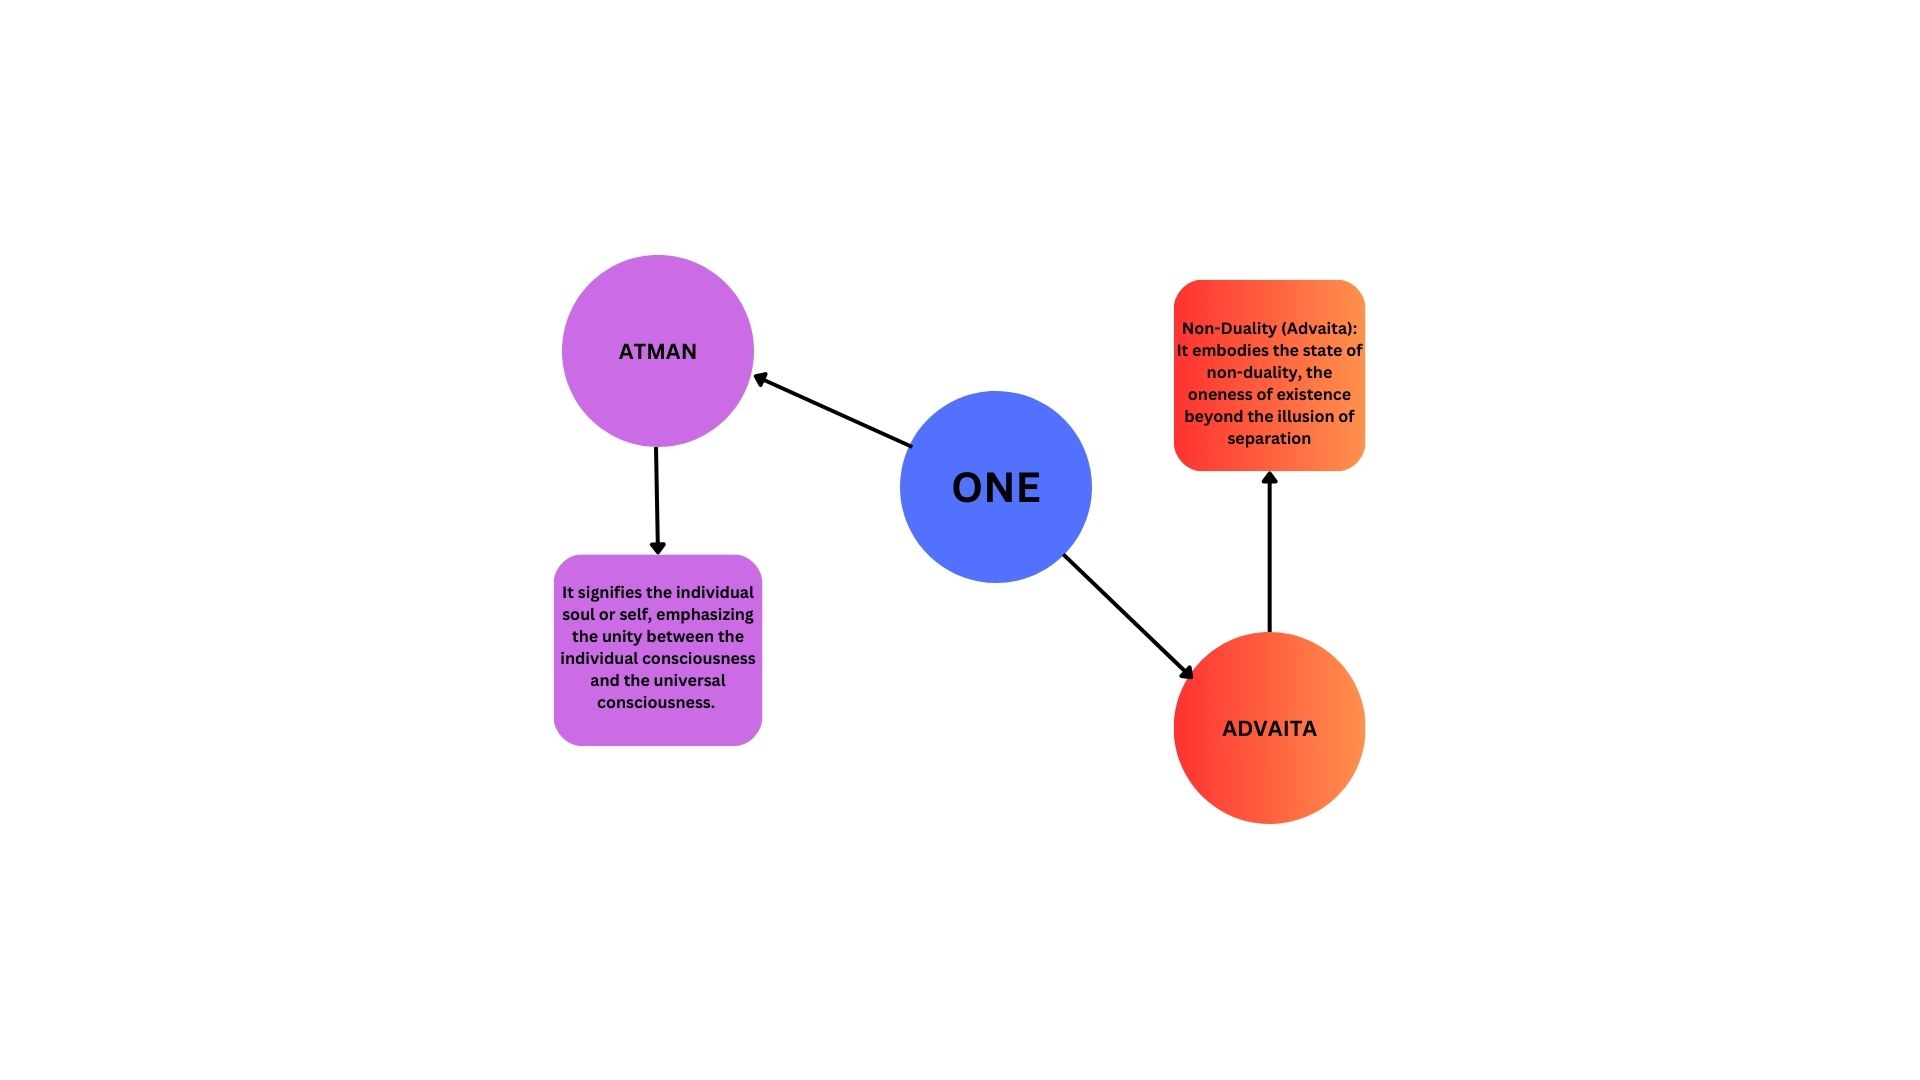 ATMAN
It signifies the individual
soul or self, emphasizing
the unity between the
individual consciousness
and the universal
consciousness.
ONE
Non-Duality (Advaita):
It embodies the state of
non-duality, the
oneness of existence
beyond the illusion of
separation
ADVAITA